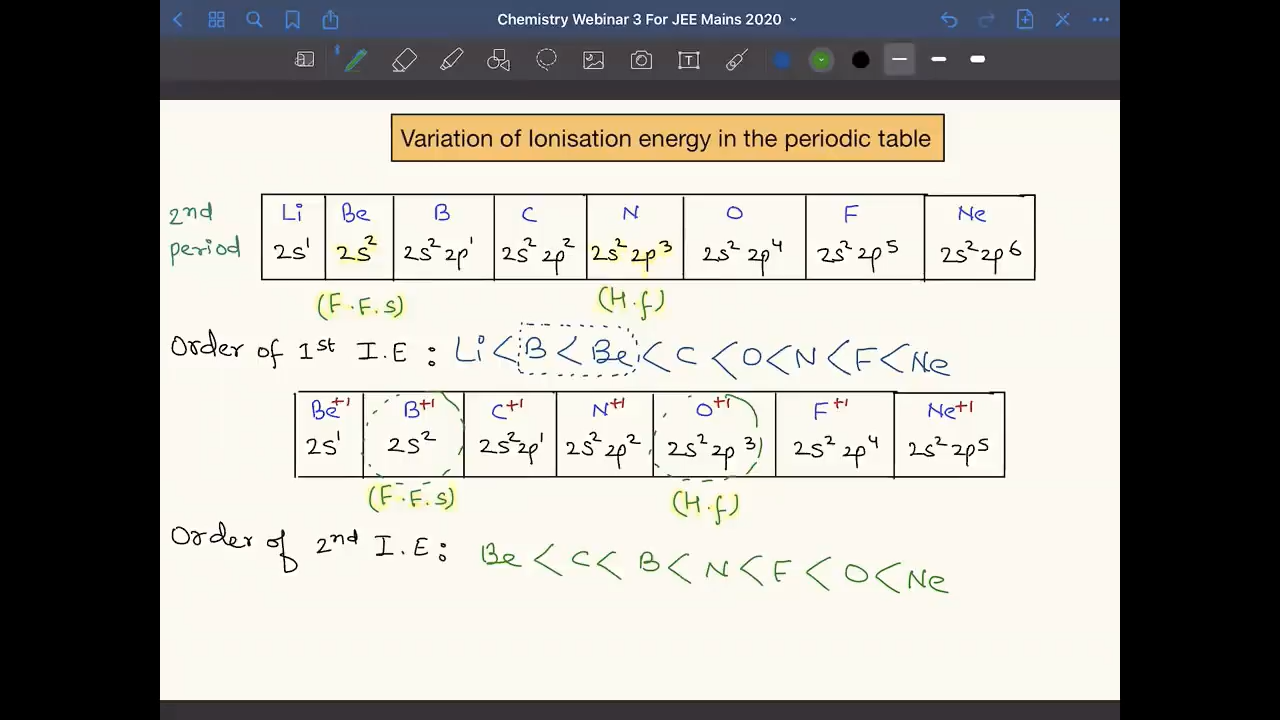 Chemistry Webinar 3 For JEE Mains 2020
Variation of Ionisation energy in the periodic table
2nd period
Li Be B C N O F Ne
2s¹ 2s² 2s² 2p¹ 2s² 2p² 2s² 2p³ 2s² 2p⁴ 2s² 2p⁵ 2s² 2p⁶
(F.F.s) (H.f)
Order of 1st I.E : Li < B < Be < C < O < N < F < Ne
Be+1 B+1 C+1 N+1 O+1 F+1 Ne+1
2s¹ 2s² 2s² 2p¹ 2s² 2p² 2s² 2p³ 2s² 2p⁴ 2s² 2p⁵
(F.F.s) (H.f)
Order of 2nd I.E : Be < C < B < N < F < O < Ne